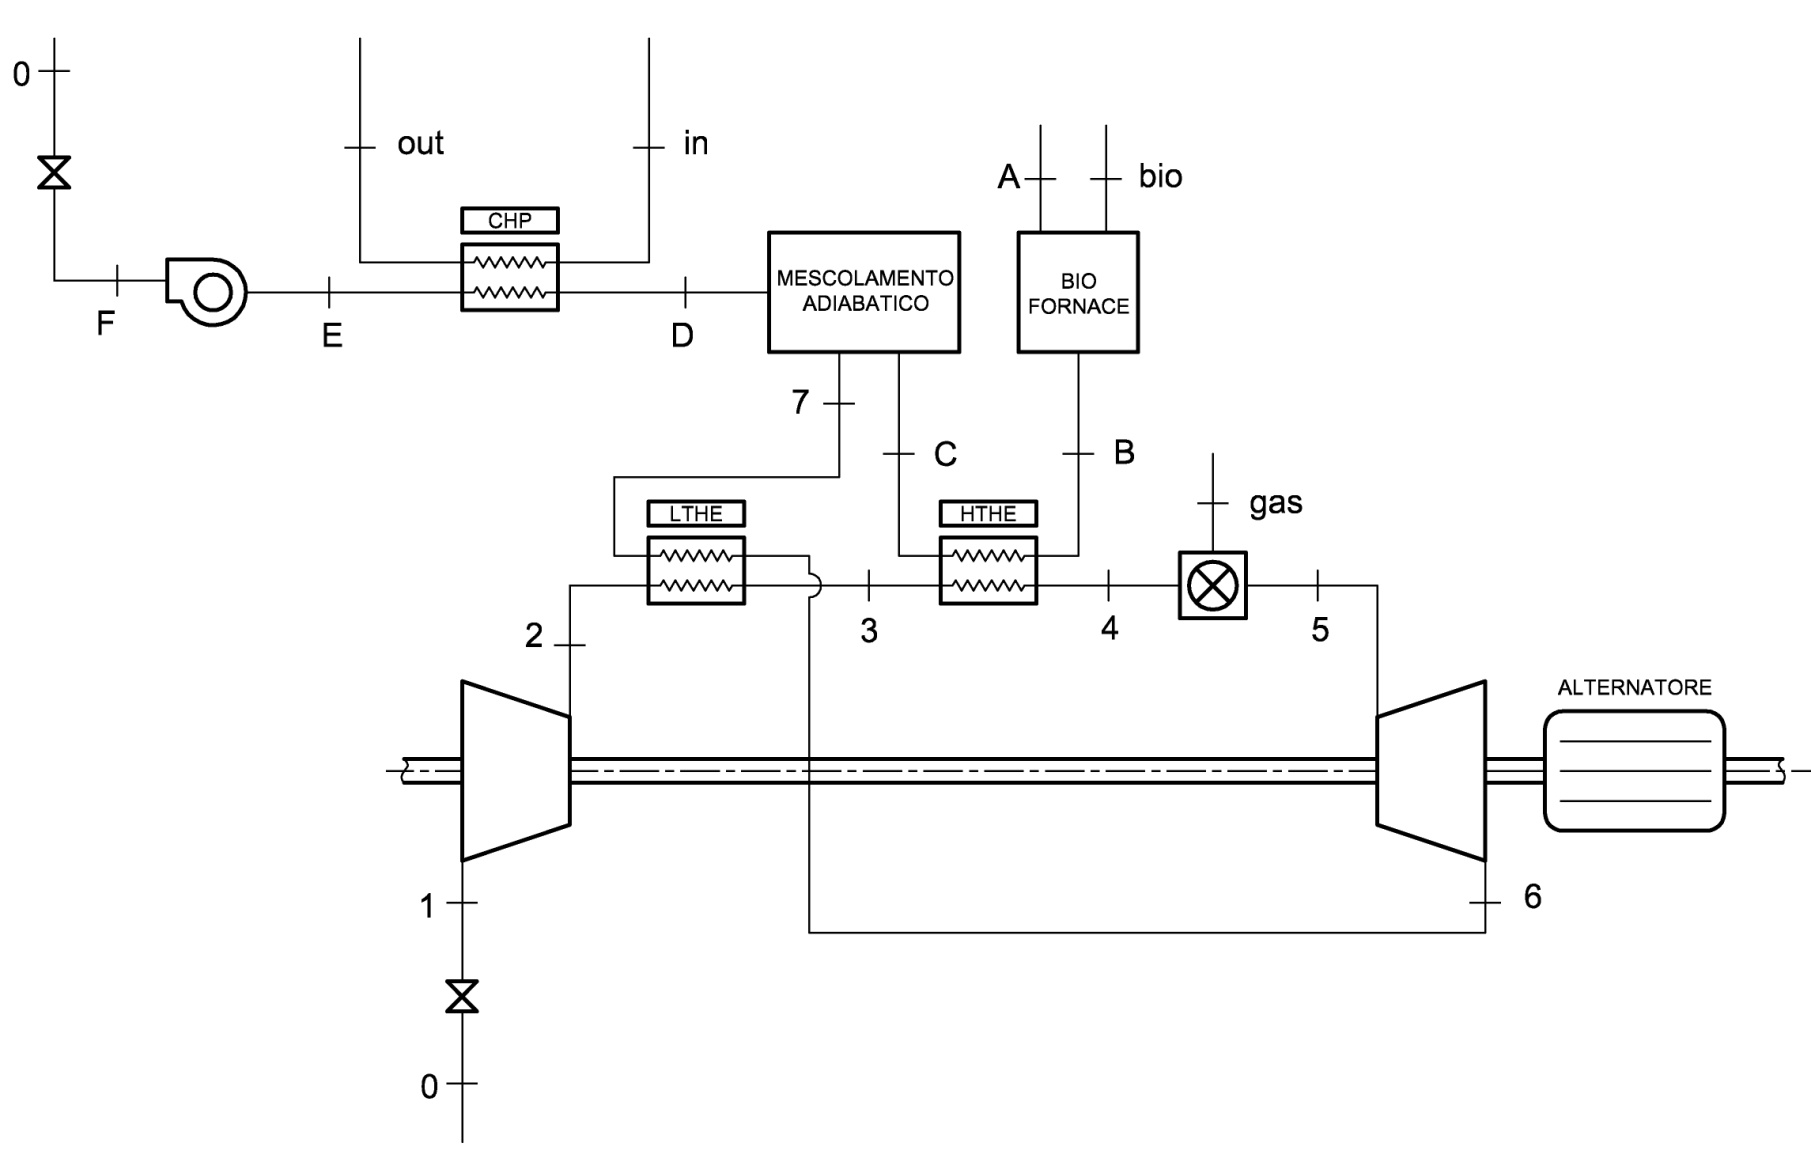 0
out
in
A
bio
CHP
MESCOLAMENTO
ADIABATICO
BIO
FORNACE
F
E
D
7
C
B
gas
LTHE
HTHE
2
3
4
5
ALTERNATORE
1
6
0